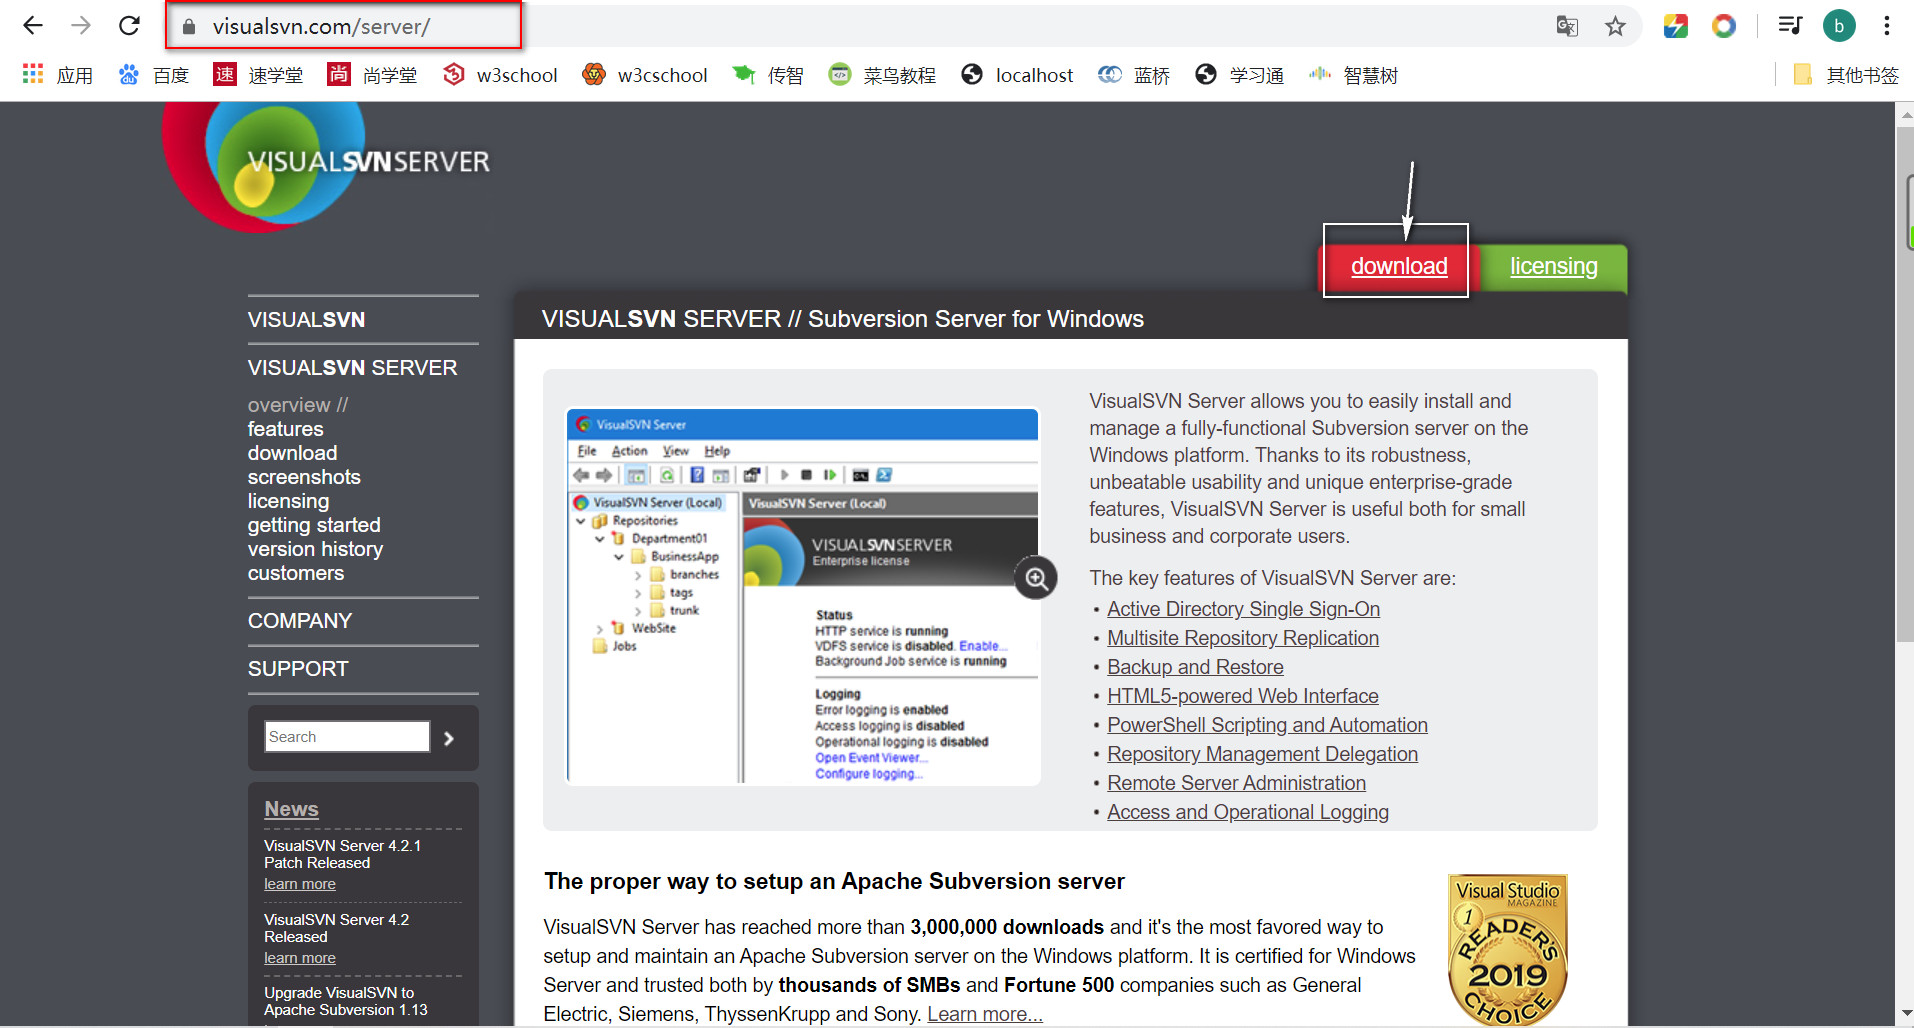 visualsvn.com/server/
b
应用
百度
速 速学堂
尚 尚学堂
w3school
w3cschool
传智
菜鸟教程
localhost
蓝桥
学习通
智慧树
其他书签
VISUALSVNSERVER
download
licensing
VISUALSVN
VISUALSVN SERVER
overview //
features
download
screenshots
licensing
getting started
version history
customers
COMPANY
SUPPORT
Search
News
VisualSVN Server 4.2.1
Patch Released
learn more
VisualSVN Server 4.2
Released
learn more
Upgrade VisualSVN to
Apache Subversion 1.13
VISUALSVN SERVER // Subversion Server for Windows
VisualSVN Server
File Action View Help
VisualSVN Server (Local)
Repositories
Department01
BusinessApp
branches
tags
trunk
WebSite
Jobs
VisualSVN Server (Local)
VISUALSVNSERVER
Enterprise license
Status
HTTP service is running
VDFS service is disabled. Enable...
Background Job service is running
Logging
Error logging is enabled
Access logging is disabled
Operational logging is disabled
Open Event Viewer...
Configure logging...
VisualSVN Server allows you to easily install and
manage a fully-functional Subversion server on the
Windows platform. Thanks to its robustness,
unbeatable usability and unique enterprise-grade
features, VisualSVN Server is useful both for small
business and corporate users.
The key features of VisualSVN Server are:
• Active Directory Single Sign-On
• Multisite Repository Replication
• Backup and Restore
• HTML5-powered Web Interface
• PowerShell Scripting and Automation
• Repository Management Delegation
• Remote Server Administration
• Access and Operational Logging
The proper way to setup an Apache Subversion server
VisualSVN Server has reached more than 3,000,000 downloads and it's the most favored way to
setup and maintain an Apache Subversion server on the Windows platform. It is certified for Windows
Server and trusted both by thousands of SMBs and Fortune 500 companies such as General
Electric, Siemens, ThyssenKrupp and Sony. Learn more...
Visual Studio
MAGAZINE
1
READER'S
2019
CHOICE